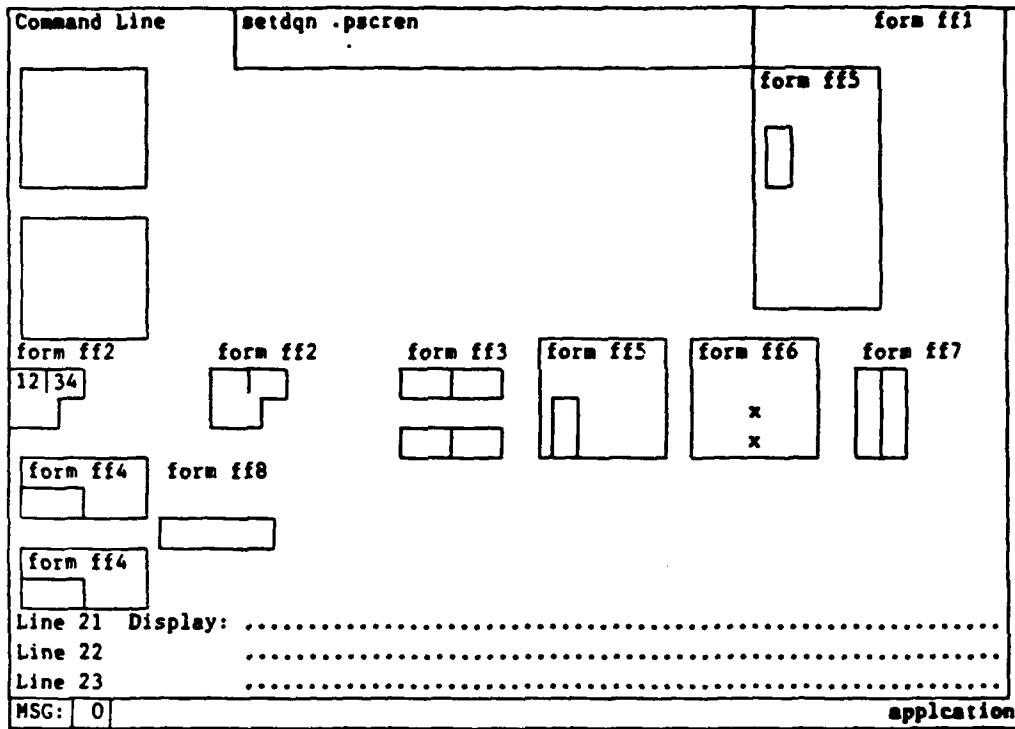 Command Line setdqn .pscren form ff1
form ff5
form ff2 form ff2 form ff3 form ff5 form ff6 form ff7
12 34
x
x
form ff4 form ff8
form ff4
Line 21 Display: ..........................................................
Line 22 ..........................................................
Line 23 ..........................................................
MSG: 0 applcation